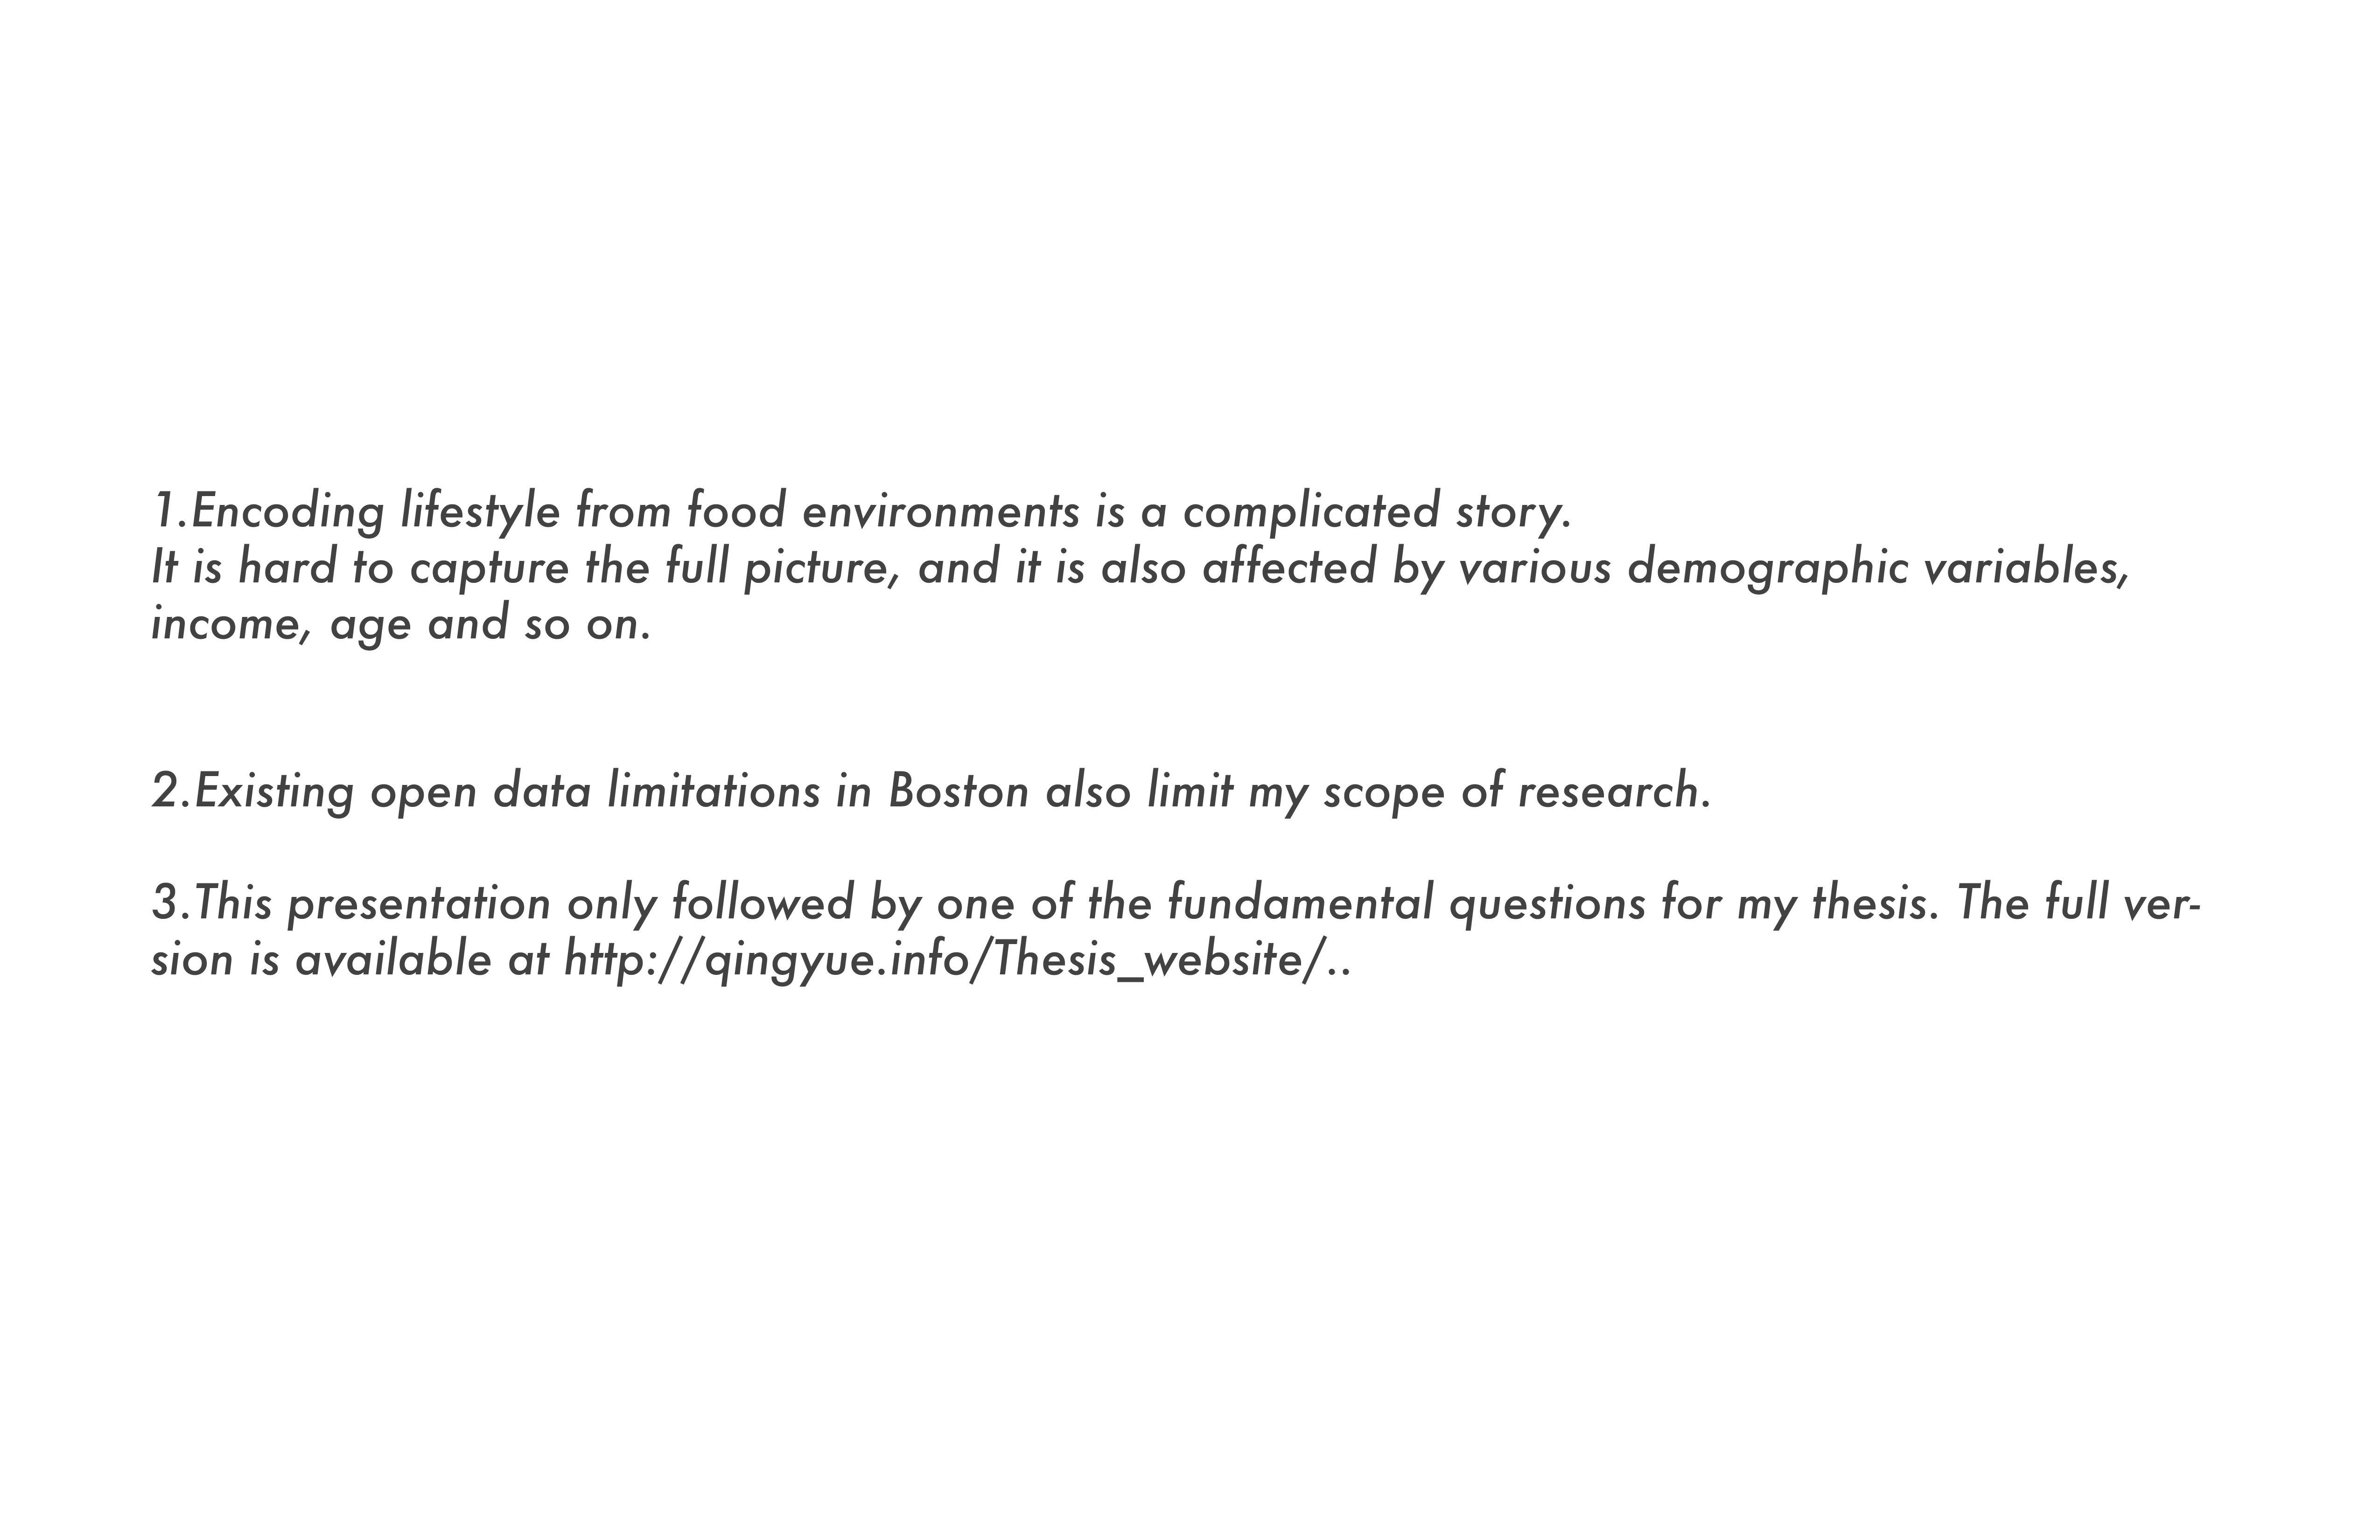 1.Encoding lifestyle from food environments is a complicated story.
It is hard to capture the full picture, and it is also affected by various demographic variables,
income, age and so on.
2.Existing open data limitations in Boston also limit my scope of research.
3.This presentation only followed by one of the fundamental questions for my thesis. The full ver-
sion is available at http://qingyue.info/Thesis_website/..